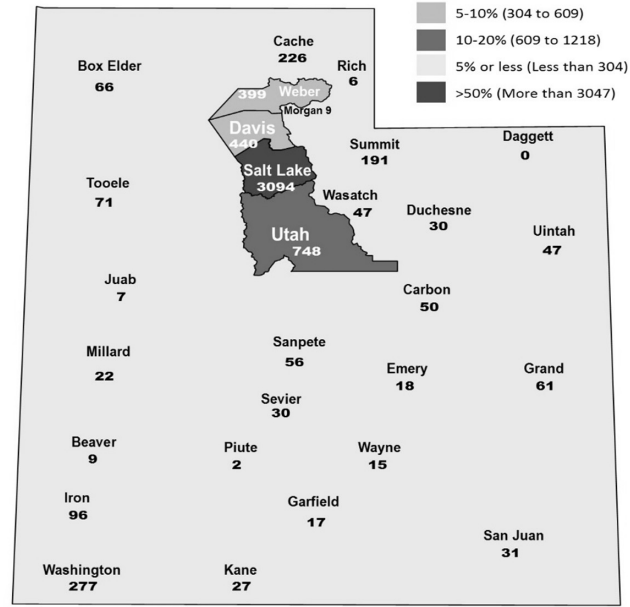 5-10% (304 to 609)
10-20% (609 to 1218)
5% or less (Less than 304)
>50% (More than 3047)
Cache
226
Rich
6
Box Elder
66
399
Weber
Morgan 9
Davis
440
Summit
191
Daggett
0
Salt Lake
3094
Tooele
71
Wasatch
47
Duchesne
30
Uintah
47
Utah
748
Juab
7
Carbon
50
Sanpete
56
Millard
22
Emery
18
Grand
61
Sevier
30
Beaver
9
Piute
2
Wayne
15
Iron
96
Garfield
17
San Juan
31
Washington
277
Kane
27